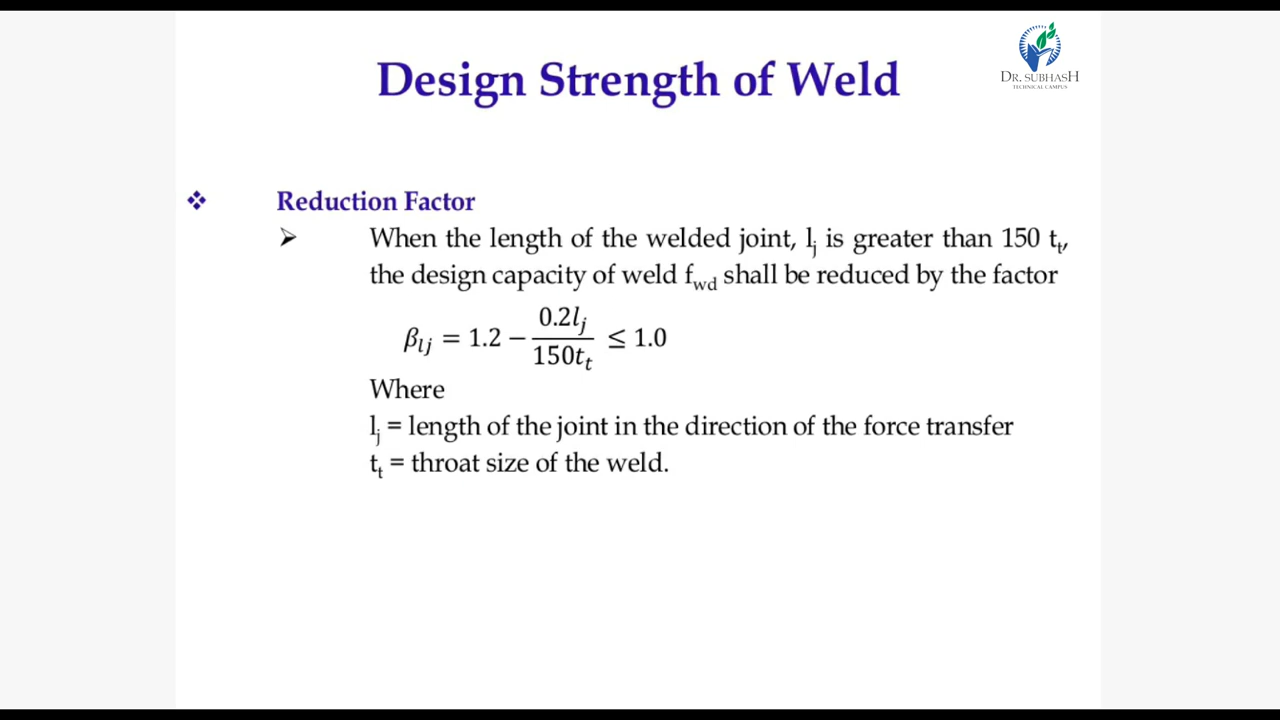 DR. SUBHASH
TECHNICAL CAMPUS
Design Strength of Weld
❖ Reduction Factor
➢ When the length of the welded joint, lⱼ is greater than 150 tₜ,
the design capacity of weld f_wd shall be reduced by the factor
β_lj = 1.2 − 0.2lⱼ / 150tₜ ≤ 1.0
Where
lⱼ = length of the joint in the direction of the force transfer
tₜ = throat size of the weld.